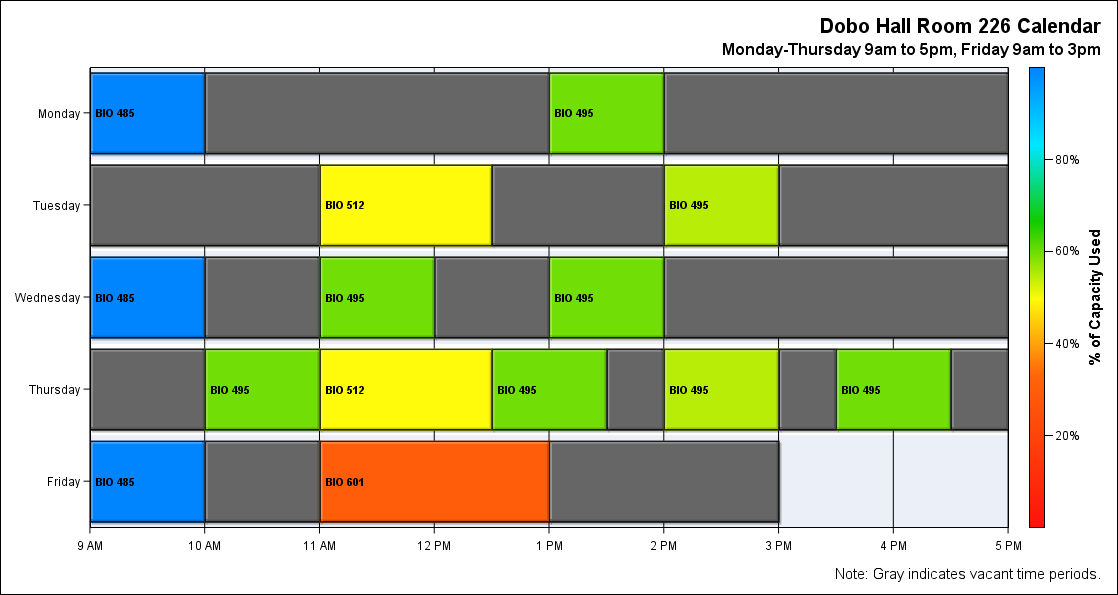 Dobo Hall Room 226 Calendar
Monday-Thursday 9am to 5pm, Friday 9am to 3pm
Monday
BIO 485
BIO 495
Tuesday
BIO 512
BIO 495
Wednesday
BIO 485
BIO 495
BIO 495
Thursday
BIO 495
BIO 512
BIO 495
BIO 495
BIO 495
Friday
BIO 485
BIO 601
9 AM
10 AM
11 AM
12 PM
1 PM
2 PM
3 PM
4 PM
5 PM
80%
60%
40%
20%
% of Capacity Used
Note: Gray indicates vacant time periods.